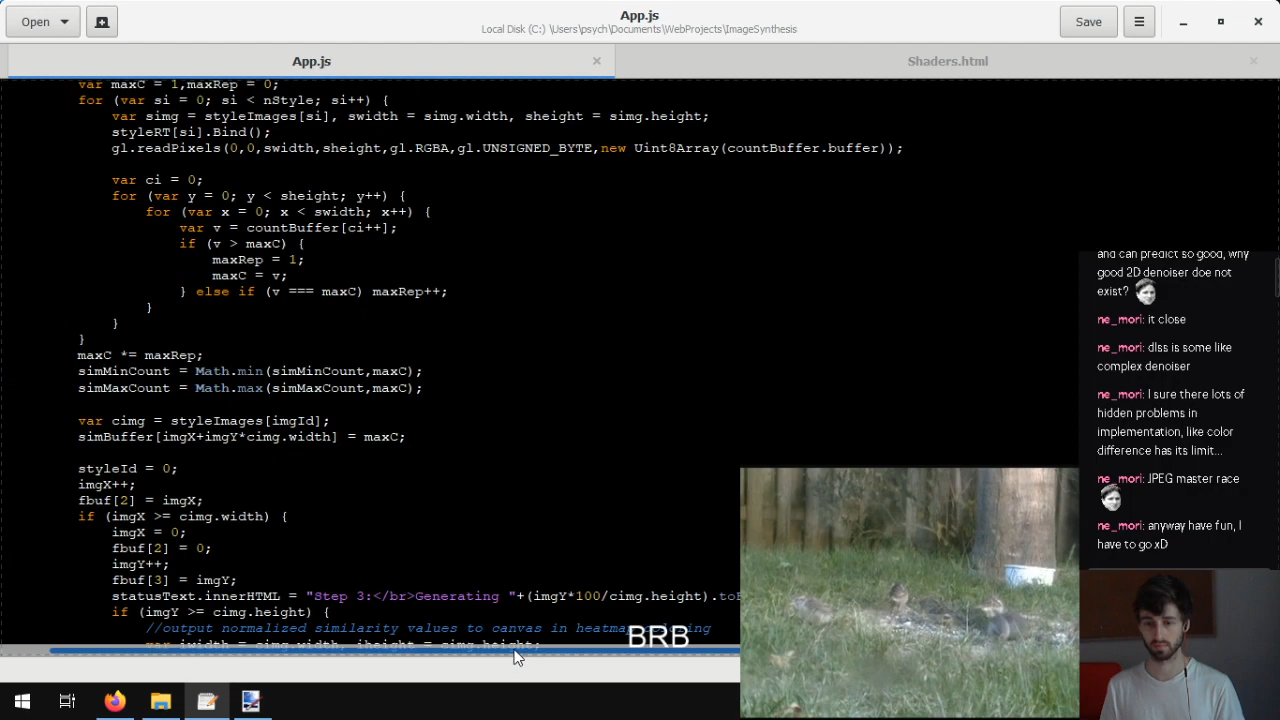 Open
App.js
Local Disk (C:) \Users\psych\Documents\WebProjects\ImageSynthesis
Save
App.js
Shaders.html
var maxC = 1,maxRep = 0;
for (var si = 0; si < nStyle; si++) {
var simg = styleImages[si], swidth = simg.width, sheight = simg.height;
styleRT[si].Bind();
gl.readPixels(0,0,swidth,sheight,gl.RGBA,gl.UNSIGNED_BYTE,new Uint8Array(countBuffer.buffer));
var ci = 0;
for (var y = 0; y < sheight; y++) {
for (var x = 0; x < swidth; x++) {
var v = countBuffer[ci++];
if (v > maxC) {
maxRep = 1;
maxC = v;
} else if (v === maxC) maxRep++;
}
}
}
maxC *= maxRep;
simMinCount = Math.min(simMinCount,maxC);
simMaxCount = Math.max(simMaxCount,maxC);
var cimg = styleImages[imgId];
simBuffer[imgX+imgY*cimg.width] = maxC;
styleId = 0;
imgX++;
fbuf[2] = imgX;
if (imgX >= cimg.width) {
imgX = 0;
fbuf[2] = 0;
imgY++;
fbuf[3] = imgY;
statusText.innerHTML = "Step 3:</br>Generating "+(imgY*100/cimg.height).to
if (imgY >= cimg.height) {
//output normalized similarity values to canvas in heatmap
var iwidth = cimg.width, iheight = cimg.height;
BRB
and can predict so good, why
good 2D denoiser doe not
exist?
ne_mori: it close
ne_mori: dlss is some like
complex denoiser
ne_mori: I sure there lots of
hidden problems in
implementation, like color
difference has its limit...
ne_mori: JPEG master race
ne_mori: anyway have fun, I
have to go xD